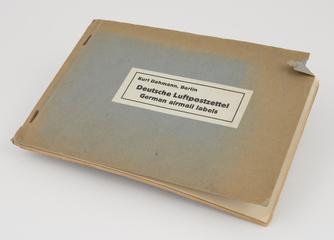 Kurt Dahmann, Berlin
Deutsche Luftpostzettel
German airmail labels